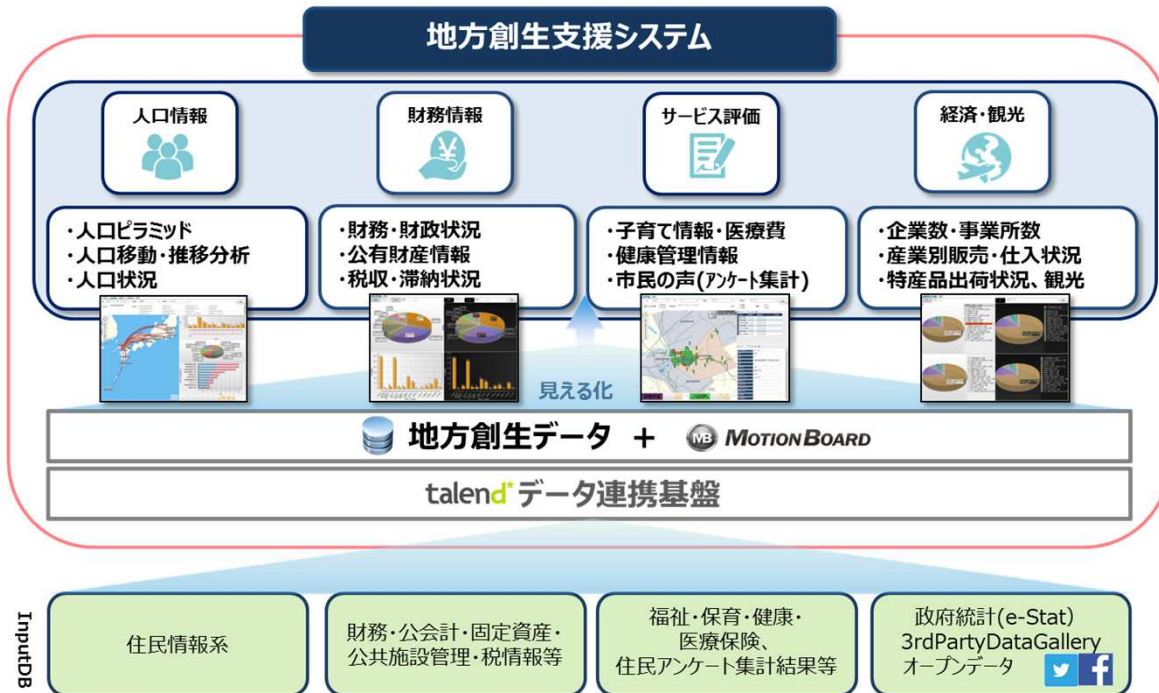 地方創生支援システム
人口情報
財務情報
サービス評価
経済・観光
・人口ピラミッド
・人口移動・推移分析
・人口状況
・財務・財政状況
・公有財産情報
・税収・滞納状況
・子育て情報・医療費
・健康管理情報
・市民の声(アンケート集計)
・企業数・事業所数
・産業別販売・仕入状況
・特産品出荷状況、観光
見える化
地方創生データ + MB MOTIONBOARD
talend*データ連携基盤
InputDB
住民情報系
財務・公会計・固定資産・
公共施設管理・税情報等
福祉・保育・健康・
医療保険、
住民アンケート集計結果等
政府統計(e-Stat)
3rdPartyDataGallery
オープンデータ